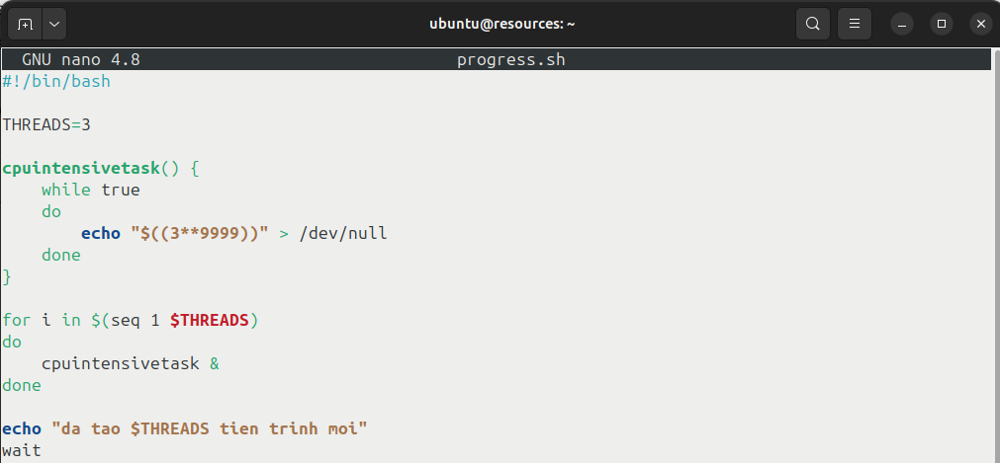 ubuntu@resources: ~
GNU nano 4.8 progress.sh
#!/bin/bash
THREADS=3
cpuintensivetask() {
    while true
    do
        echo "$((3**9999))" > /dev/null
    done
}
for i in $(seq 1 $THREADS)
do
    cpuintensivetask &
done
echo "da tao $THREADS tien trinh moi"
wait